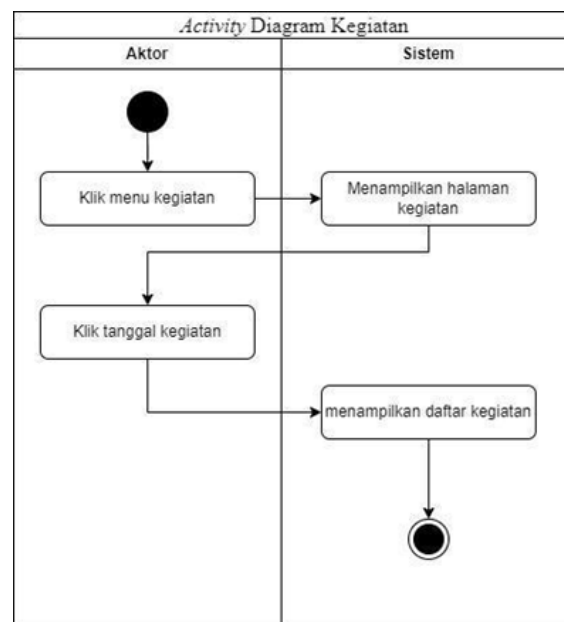 Activity Diagram Kegiatan
Aktor
Sistem
Klik menu kegiatan
Menampilkan halaman
kegiatan
Klik tanggal kegiatan
menampilkan daftar kegiatan